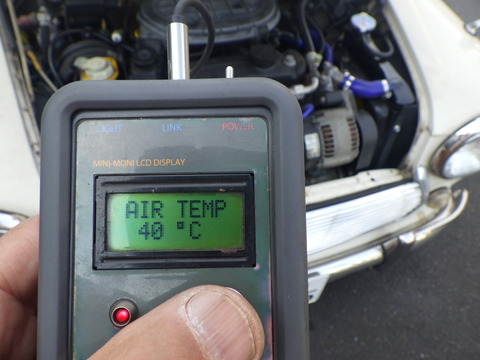 LIGHT LINK POWER
MINI-MONI LCD DISPLAY
AIR TEMP
40 °C